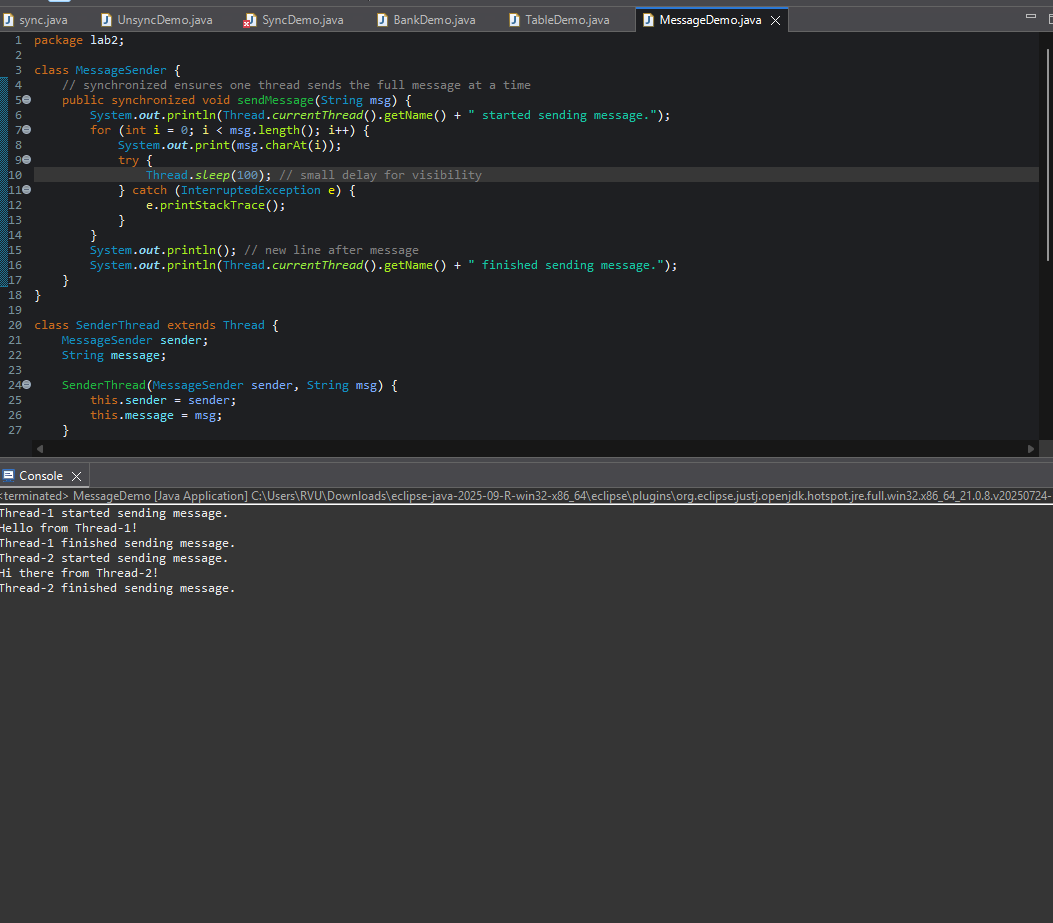 sync.java UnsyncDemo.java SyncDemo.java BankDemo.java TableDemo.java MessageDemo.java
1 package lab2;
2
3 class MessageSender {
4     // synchronized ensures one thread sends the full message at a time
5     public synchronized void sendMessage(String msg) {
6         System.out.println(Thread.currentThread().getName() + " started sending message.");
7         for (int i = 0; i < msg.length(); i++) {
8             System.out.print(msg.charAt(i));
9             try {
10                 Thread.sleep(100); // small delay for visibility
11             } catch (InterruptedException e) {
12                 e.printStackTrace();
13             }
14         }
15         System.out.println(); // new line after message
16         System.out.println(Thread.currentThread().getName() + " finished sending message.");
17     }
18 }
19
20 class SenderThread extends Thread {
21     MessageSender sender;
22     String message;
23
24     SenderThread(MessageSender sender, String msg) {
25         this.sender = sender;
26         this.message = msg;
27     }
Console
<terminated> MessageDemo [Java Application] C:\Users\RVU\Downloads\eclipse-java-2025-09-R-win32-x86_64\eclipse\plugins\org.eclipse.justj.openjdk.hotspot.jre.full.win32.x86_64_21.0.8.v20250724-
Thread-1 started sending message.
Hello from Thread-1!
Thread-1 finished sending message.
Thread-2 started sending message.
Hi there from Thread-2!
Thread-2 finished sending message.